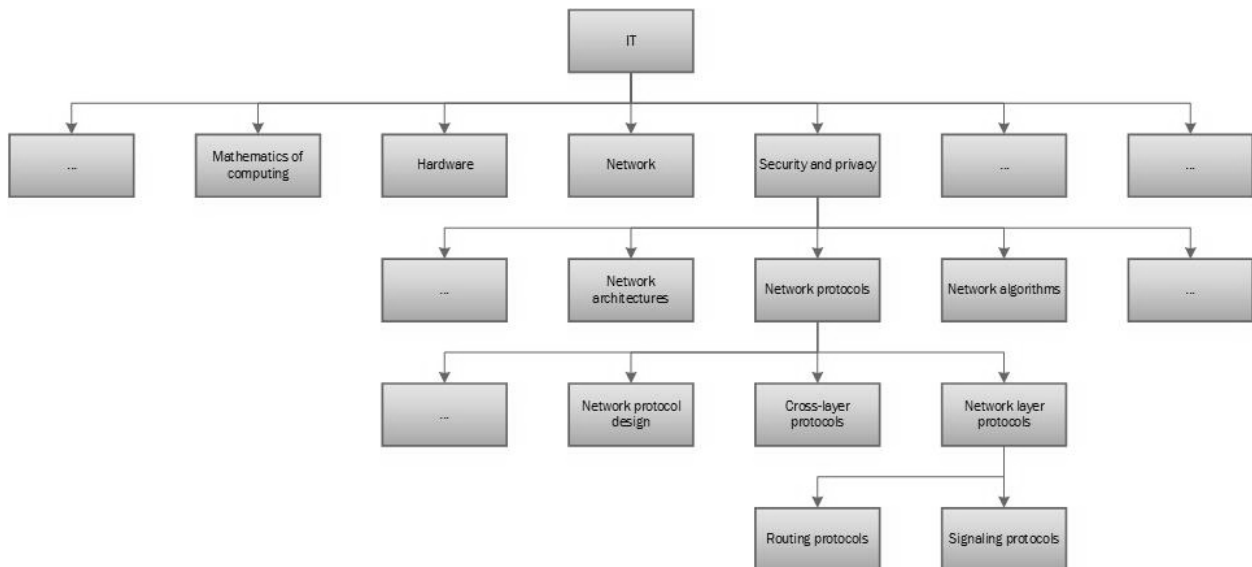 IT
...
Mathematics of
computing
Hardware
Network
Security and privacy
...
...
...
Network
architectures
Network protocols
Network algorithms
...
...
Network protocol
design
Cross-layer
protocols
Network layer
protocols
Routing protocols
Signaling protocols